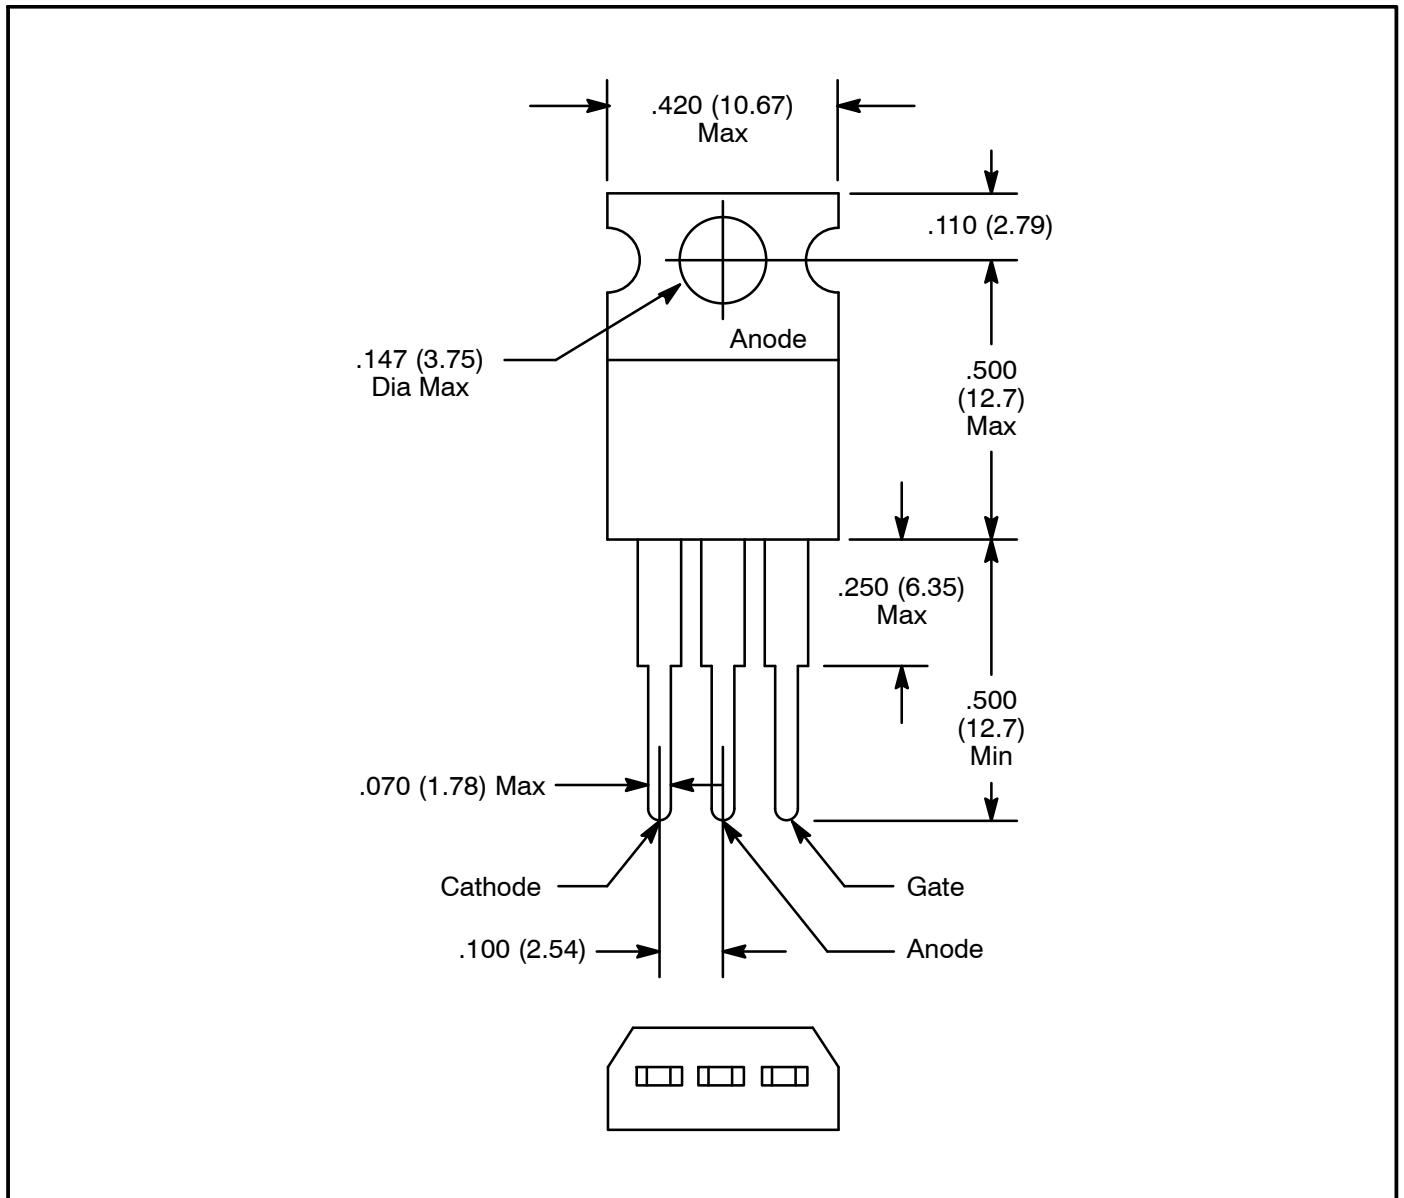 .420 (10.67)
Max
.110 (2.79)
Anode
.147 (3.75)
Dia Max
.500
(12.7)
Max
.250 (6.35)
Max
.500
(12.7)
Min
.070 (1.78) Max
Cathode
Gate
.100 (2.54)
Anode